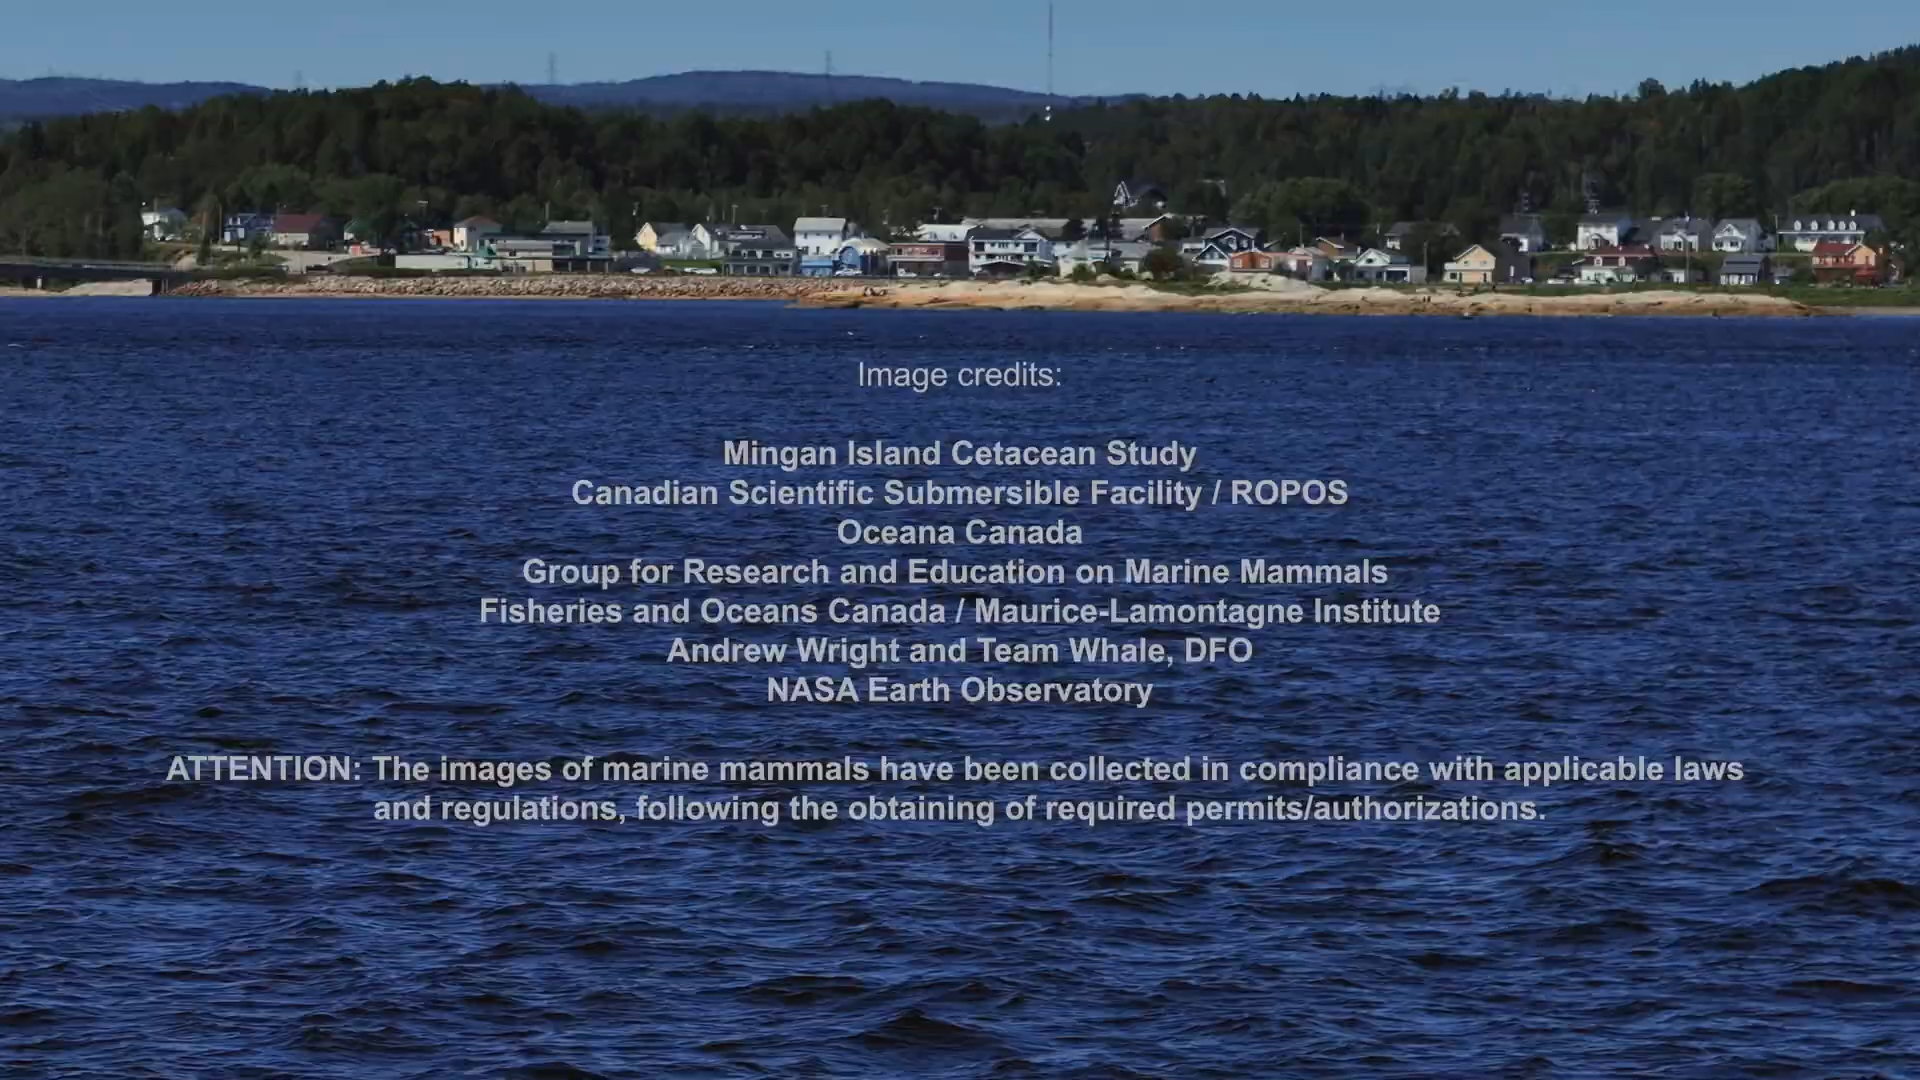 Image credits:
Mingan Island Cetacean Study
Canadian Scientific Submersible Facility / ROPOS
Oceana Canada
Group for Research and Education on Marine Mammals
Fisheries and Oceans Canada / Maurice-Lamontagne Institute
Andrew Wright and Team Whale, DFO
NASA Earth Observatory
ATTENTION: The images of marine mammals have been collected in compliance with applicable laws
and regulations, following the obtaining of required permits/authorizations.